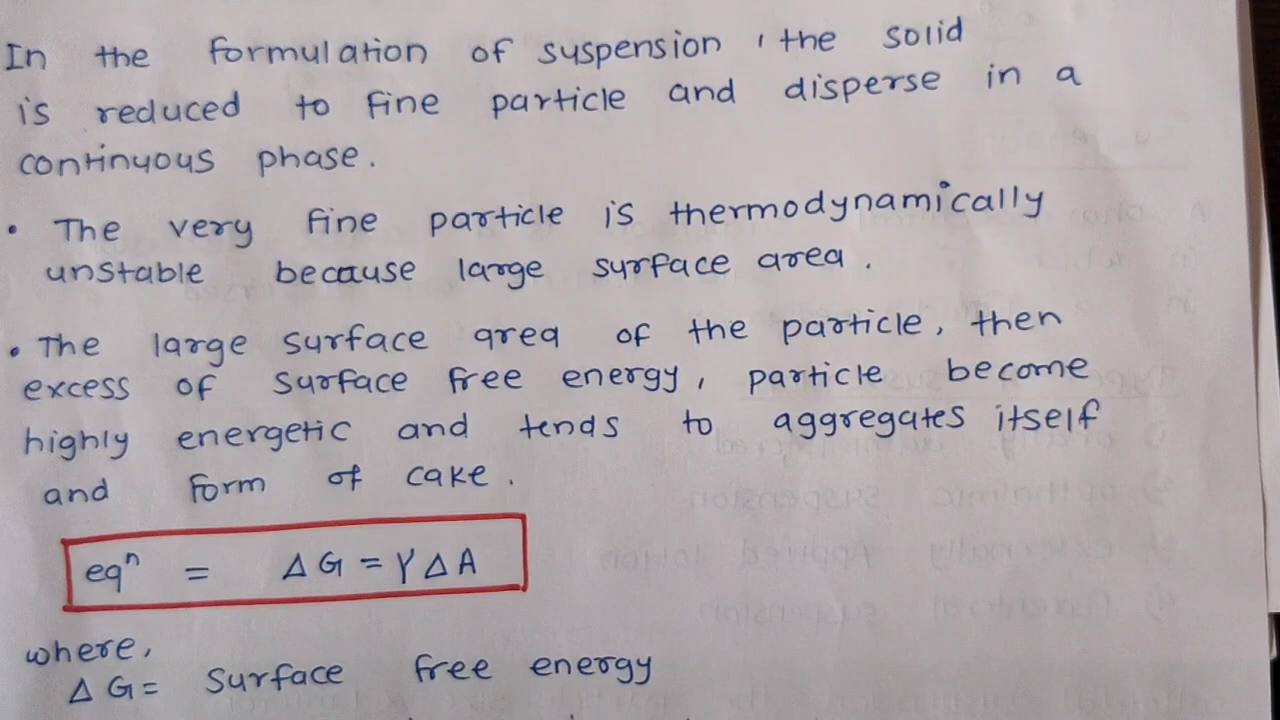 In the formulation of suspension, the solid
is reduced to fine particle and disperse in a
continuous phase.
• The very fine particle is thermodynamically
unstable because large surface area.
• The large surface area of the particle, then
excess of surface free energy, particle become
highly energetic and tends to aggregates itself
and form of cake.
eqⁿ = ΔG = γΔA
where,
ΔG = surface free energy